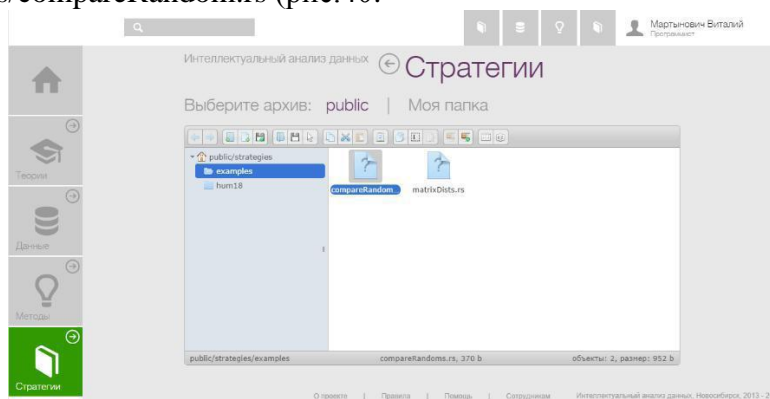 s/compareRandom.rs (рис.40.
Мартынович Виталий
Программист
Интеллектуальный анализ данных
Стратегии
Выберите архив: public | Моя папка
public/strategies
examples
hum18
compareRandom...
matrixDists.rs
Теории
Данные
Методы
Стратегии
public/strategies/examples
compareRandoms.rs, 370 b
объекты: 2, размер: 952 b
О проекте | Правила | Помощь | Сотрудникам
Интеллектуальный анализ данных. Новосибирск, 2013 - 2